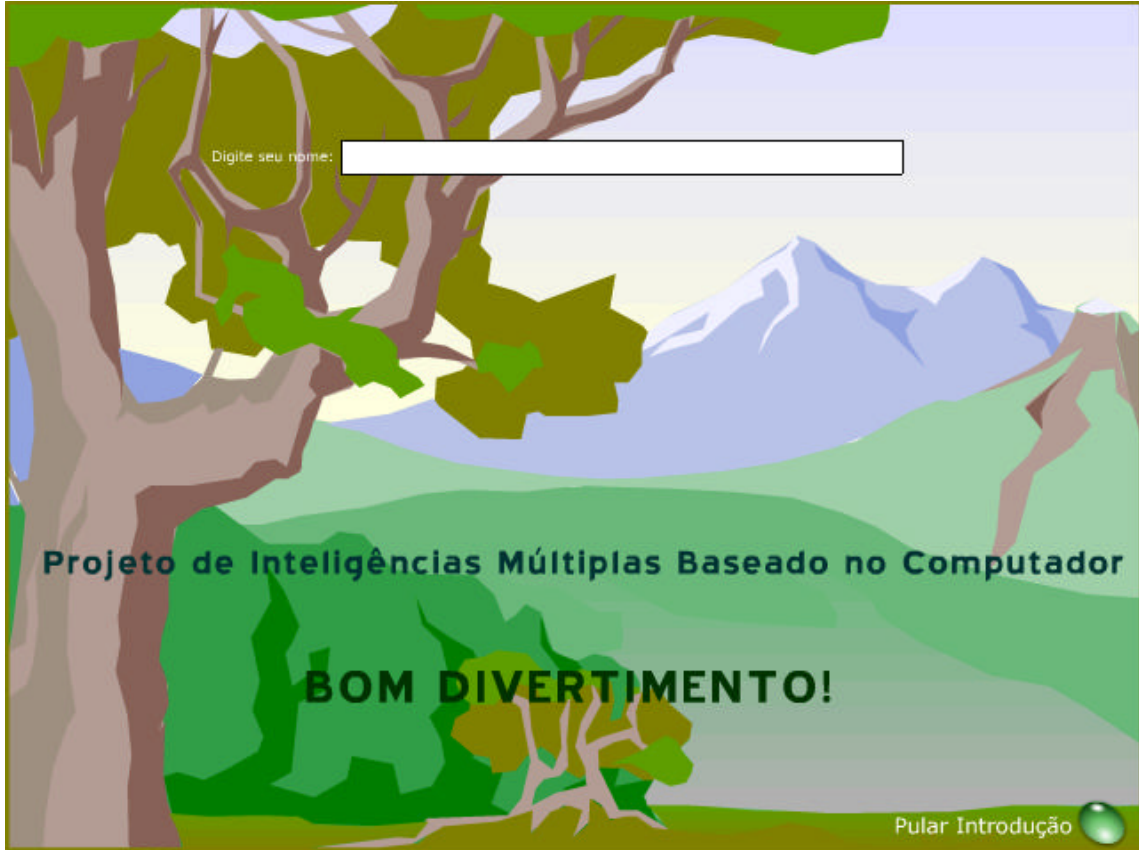 Digite seu nome:
Projeto de Inteligências Múltiplas Baseado no Computador
BOM DIVERTIMENTO!
Pular Introdução